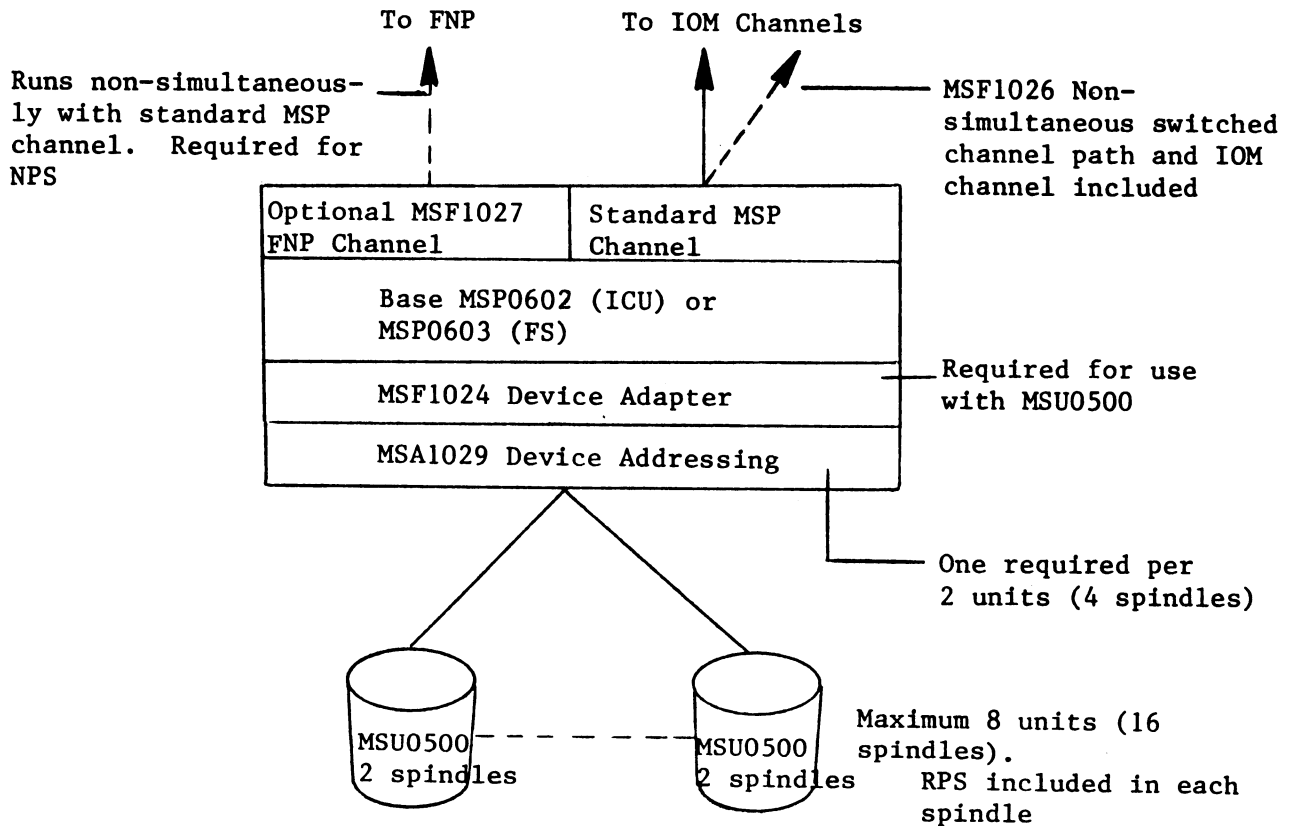 To FNP
To IOM Channels
Runs non-simultaneous-
ly with standard MSP
channel. Required for
NPS
MSF1026 Non-
simultaneous switched
channel path and IOM
channel included
Optional MSF1027
FNP Channel
Standard MSP
Channel
Base MSP0602 (ICU) or
MSP0603 (FS)
MSF1024 Device Adapter
Required for use
with MSU0500
MSA1029 Device Addressing
One required per
2 units (4 spindles)
MSU0500
2 spindles
MSU0500
2 spindles
Maximum 8 units (16
spindles).
RPS included in each
spindle